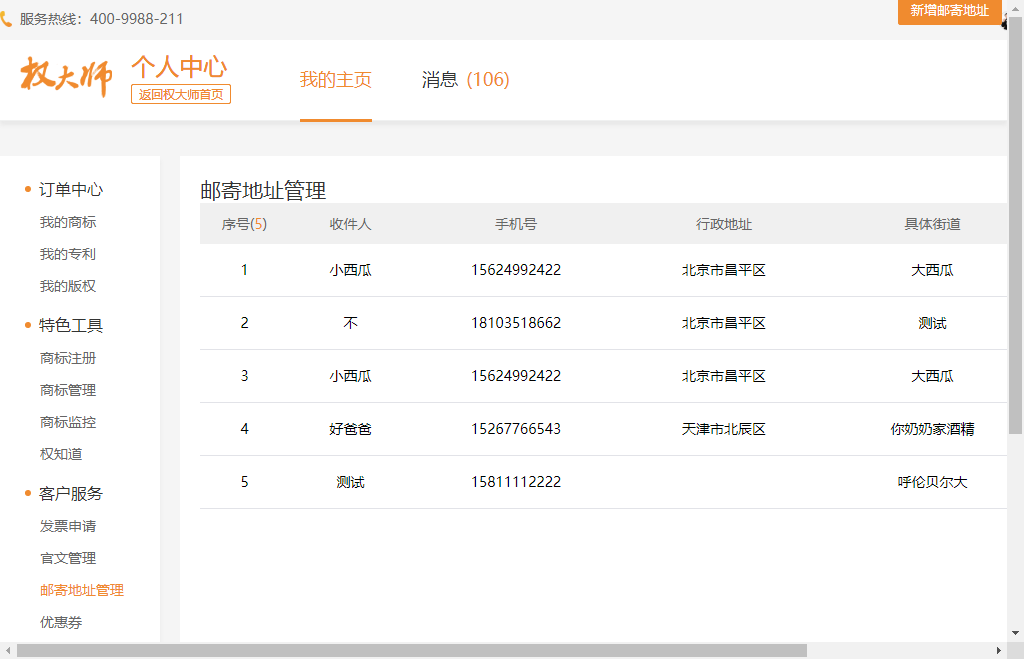 服务热线：400-9988-211
新增邮寄地址
权大师
个人中心
返回权大师首页
我的主页
消息 (106)
订单中心
我的商标
我的专利
我的版权
特色工具
商标注册
商标管理
商标监控
权知道
客户服务
发票申请
官文管理
邮寄地址管理
优惠券
邮寄地址管理
序号(5) 收件人 手机号 行政地址 具体街道
1 小西瓜 15624992422 北京市昌平区 大西瓜
2 不 18103518662 北京市昌平区 测试
3 小西瓜 15624992422 北京市昌平区 大西瓜
4 好爸爸 15267766543 天津市北辰区 你奶奶家酒精
5 测试 15811112222 呼伦贝尔大